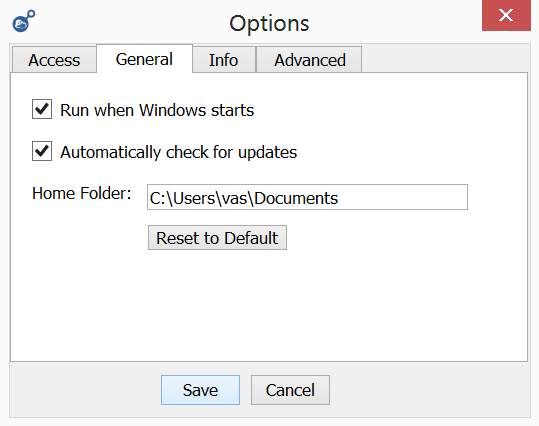 Options
Access General Info Advanced
Run when Windows starts
Automatically check for updates
Home Folder: C:\Users\vas\Documents
Reset to Default
Save Cancel